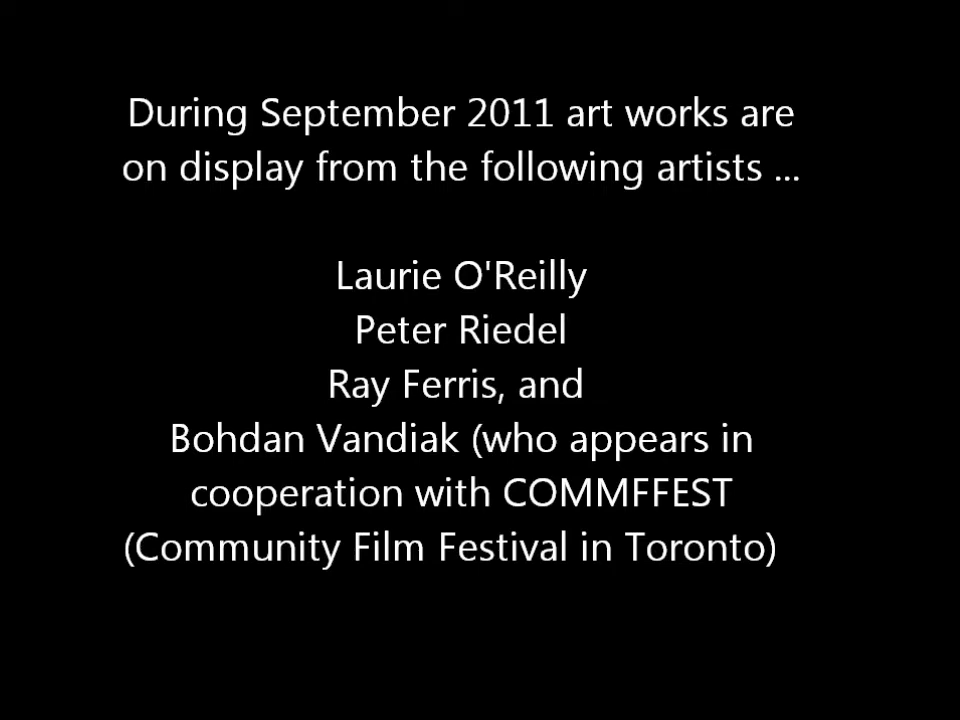 During September 2011 art works are
on display from the following artists ...
Laurie O'Reilly
Peter Riedel
Ray Ferris, and
Bohdan Vandiak (who appears in
cooperation with COMMFFEST
(Community Film Festival in Toronto)